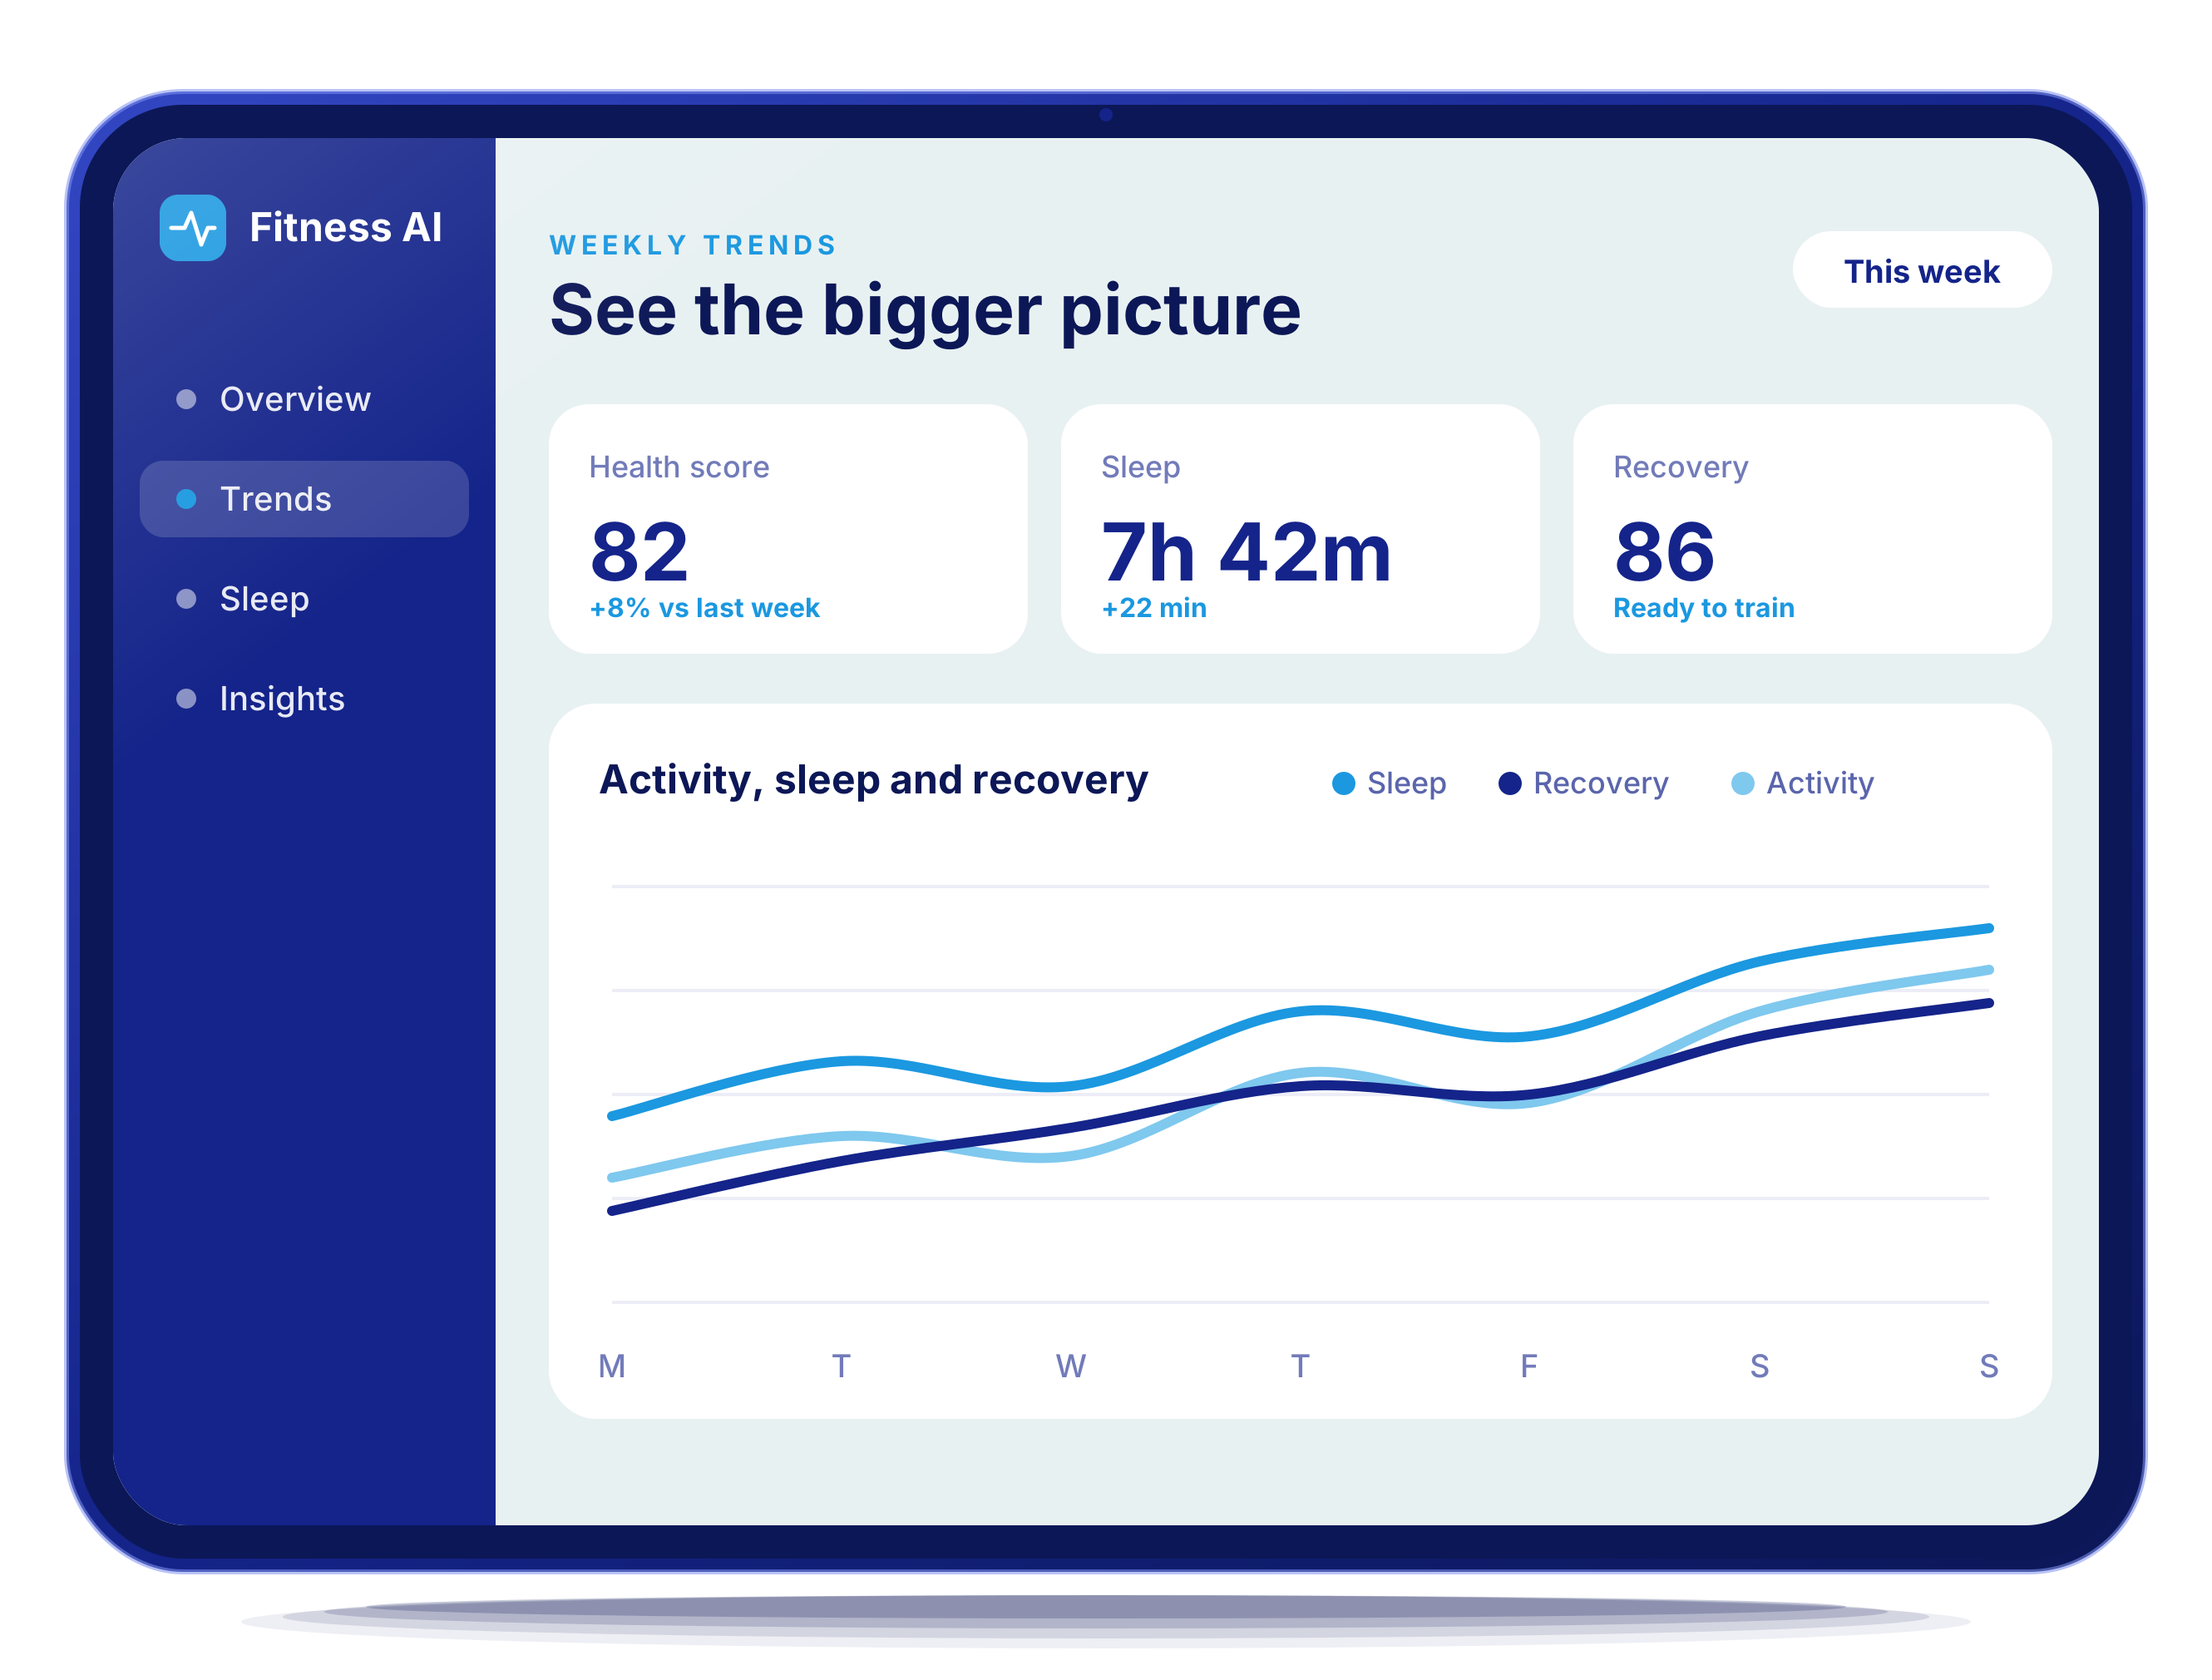 Fitness AI
Overview
Trends
Sleep
Insights
WEEKLY TRENDS
See the bigger picture
This week
Health score
82
+8% vs last week
Sleep
7h 42m
+22 min
Recovery
86
Ready to train
Activity, sleep and recovery
Sleep
Recovery
Activity
M T W T F S S